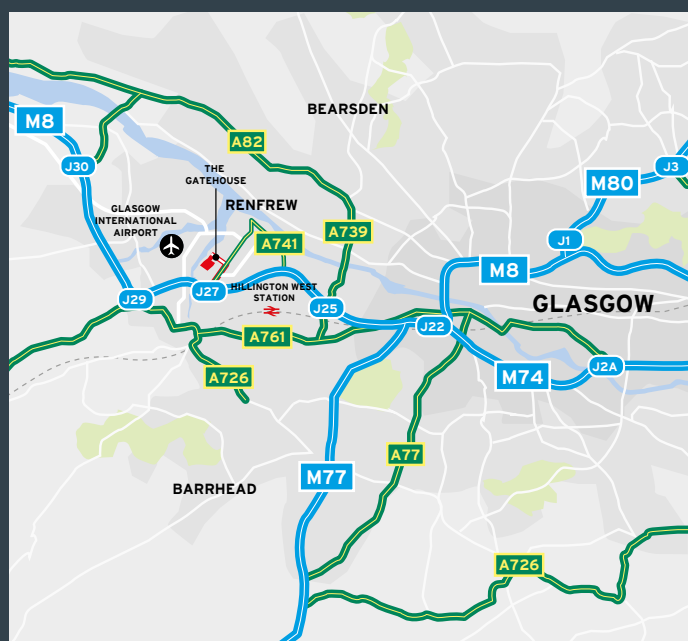 BEARSDEN
M8
A82
J30
J3
THE
GATEHOUSE
M80
GLASGOW
INTERNATIONAL
AIRPORT
RENFREW
A739
A741
J1
M8
J27
HILLINGTON WEST
STATION
J29
J25
GLASGOW
J22
A761
A726
M74
J2A
A77
M77
BARRHEAD
A726